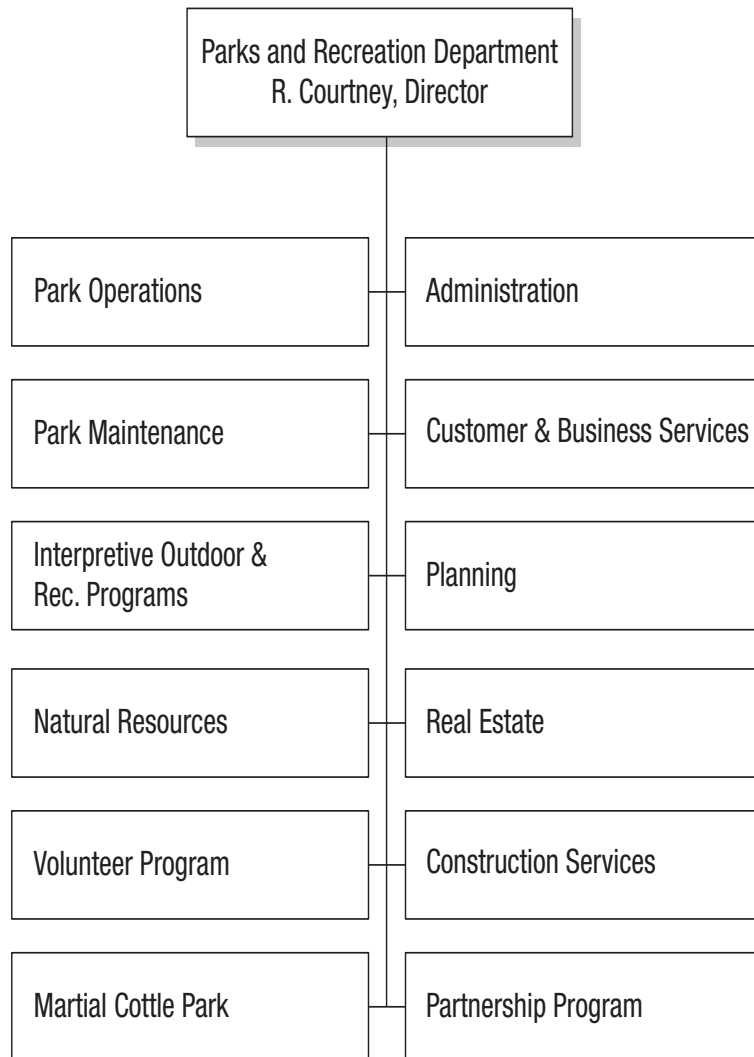 Parks and Recreation Department
R. Courtney, Director
Park Operations
Administration
Park Maintenance
Customer & Business Services
Interpretive Outdoor &
Rec. Programs
Planning
Natural Resources
Real Estate
Volunteer Program
Construction Services
Martial Cottle Park
Partnership Program